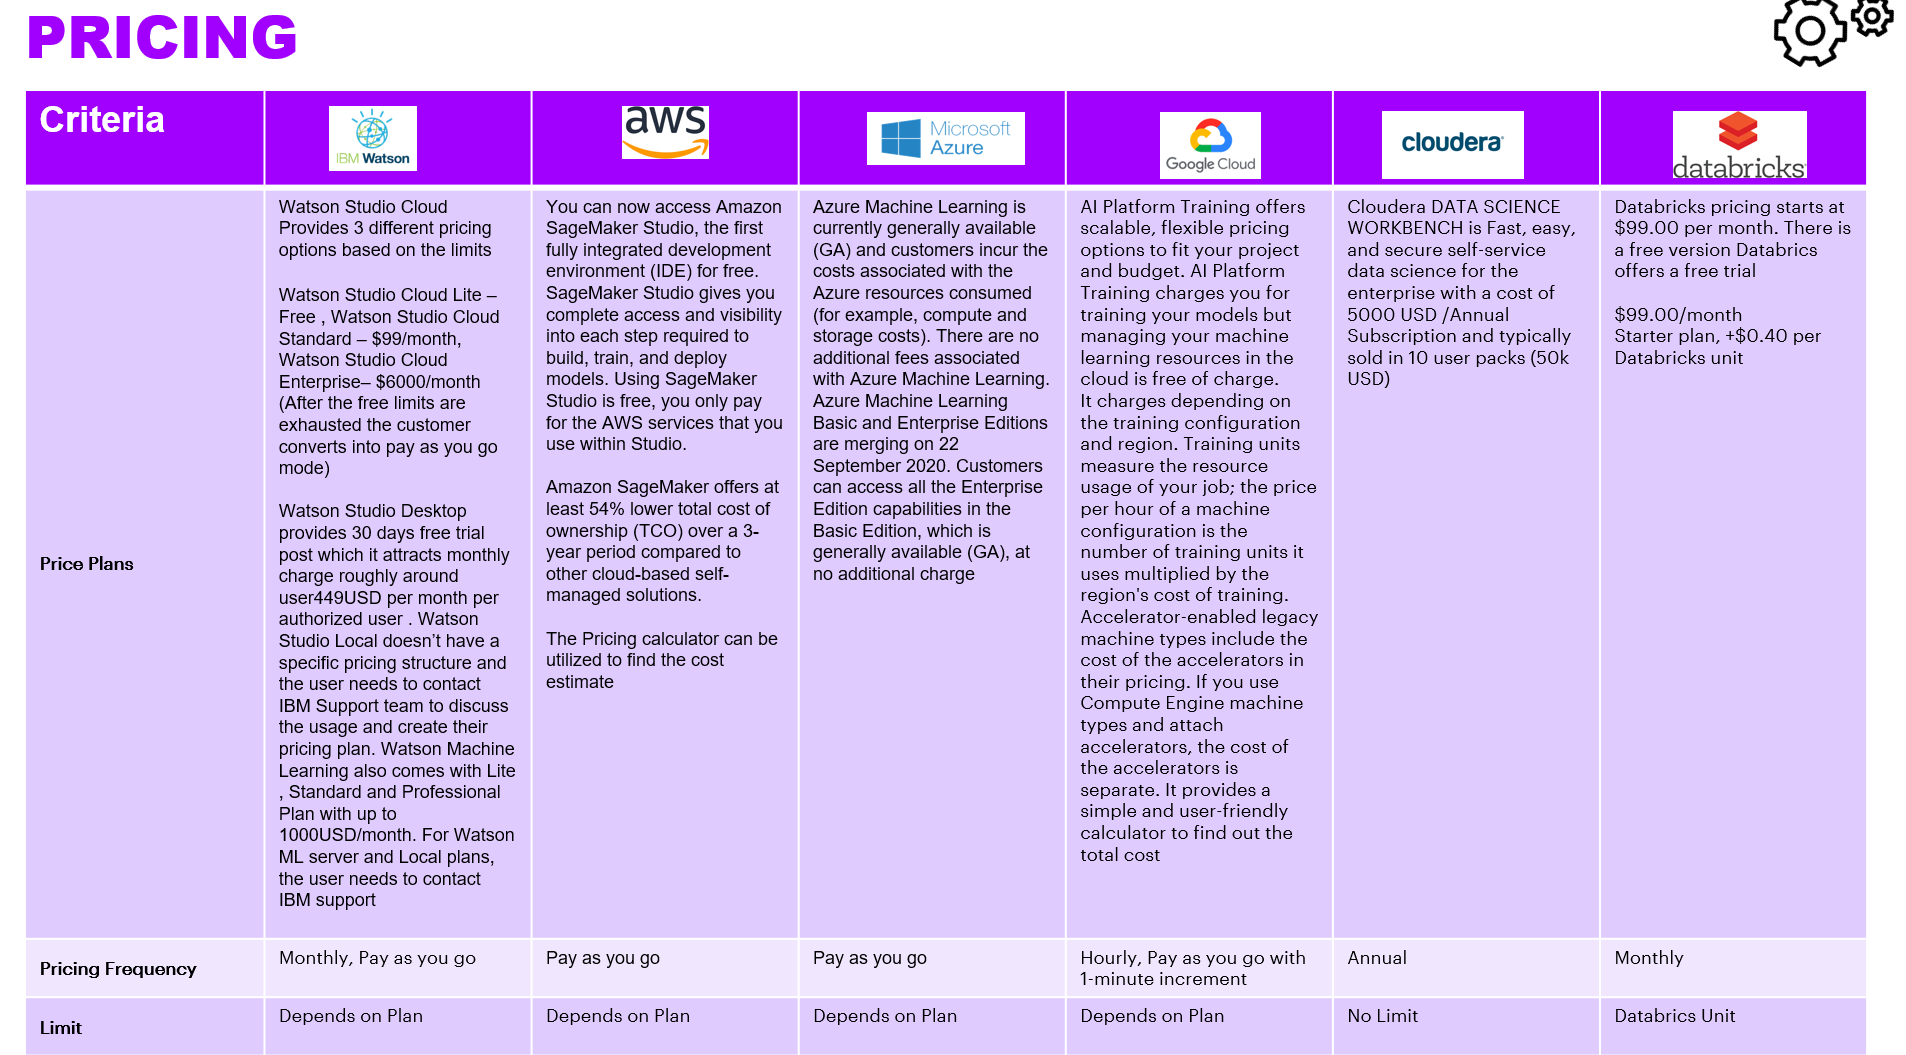 PRICING
Criteria
IBM Watson
aws
Microsoft
Azure
Google Cloud
cloudera
databricks
Price Plans
Watson Studio Cloud
Provides 3 different pricing
options based on the limits
Watson Studio Cloud Lite –
Free , Watson Studio Cloud
Standard – $99/month,
Watson Studio Cloud
Enterprise– $6000/month
(After the free limits are
exhausted the customer
converts into pay as you go
mode)
Watson Studio Desktop
provides 30 days free trial
post which it attracts monthly
charge roughly around
user449USD per month per
authorized user . Watson
Studio Local doesn’t have a
specific pricing structure and
the user needs to contact
IBM Support team to discuss
the usage and create their
pricing plan. Watson Machine
Learning also comes with Lite
, Standard and Professional
Plan with up to
1000USD/month. For Watson
ML server and Local plans,
the user needs to contact
IBM support
You can now access Amazon
SageMaker Studio, the first
fully integrated development
environment (IDE) for free.
SageMaker Studio gives you
complete access and visibility
into each step required to
build, train, and deploy
models. Using SageMaker
Studio is free, you only pay
for the AWS services that you
use within Studio.
Amazon SageMaker offers at
least 54% lower total cost of
ownership (TCO) over a 3-
year period compared to
other cloud-based self-
managed solutions.
The Pricing calculator can be
utilized to find the cost
estimate
Azure Machine Learning is
currently generally available
(GA) and customers incur the
costs associated with the
Azure resources consumed
(for example, compute and
storage costs). There are no
additional fees associated
with Azure Machine Learning.
Azure Machine Learning
Basic and Enterprise Editions
are merging on 22
September 2020. Customers
can access all the Enterprise
Edition capabilities in the
Basic Edition, which is
generally available (GA), at
no additional charge
AI Platform Training offers
scalable, flexible pricing
options to fit your project
and budget. AI Platform
Training charges you for
training your models but
managing your machine
learning resources in the
cloud is free of charge.
It charges depending on
the training configuration
and region. Training units
measure the resource
usage of your job; the price
per hour of a machine
configuration is the
number of training units it
uses multiplied by the
region's cost of training.
Accelerator-enabled legacy
machine types include the
cost of the accelerators in
their pricing. If you use
Compute Engine machine
types and attach
accelerators, the cost of
the accelerators is
separate. It provides a
simple and user-friendly
calculator to find out the
total cost
Cloudera DATA SCIENCE
WORKBENCH is Fast, easy,
and secure self-service
data science for the
enterprise with a cost of
5000 USD /Annual
Subscription and typically
sold in 10 user packs (50k
USD)
Databricks pricing starts at
$99.00 per month. There is
a free version Databrics
offers a free trial
$99.00/month
Starter plan, +$0.40 per
Databricks unit
Pricing Frequency
Monthly, Pay as you go
Pay as you go
Pay as you go
Hourly, Pay as you go with
1-minute increment
Annual
Monthly
Limit
Depends on Plan
Depends on Plan
Depends on Plan
Depends on Plan
No Limit
Databrics Unit